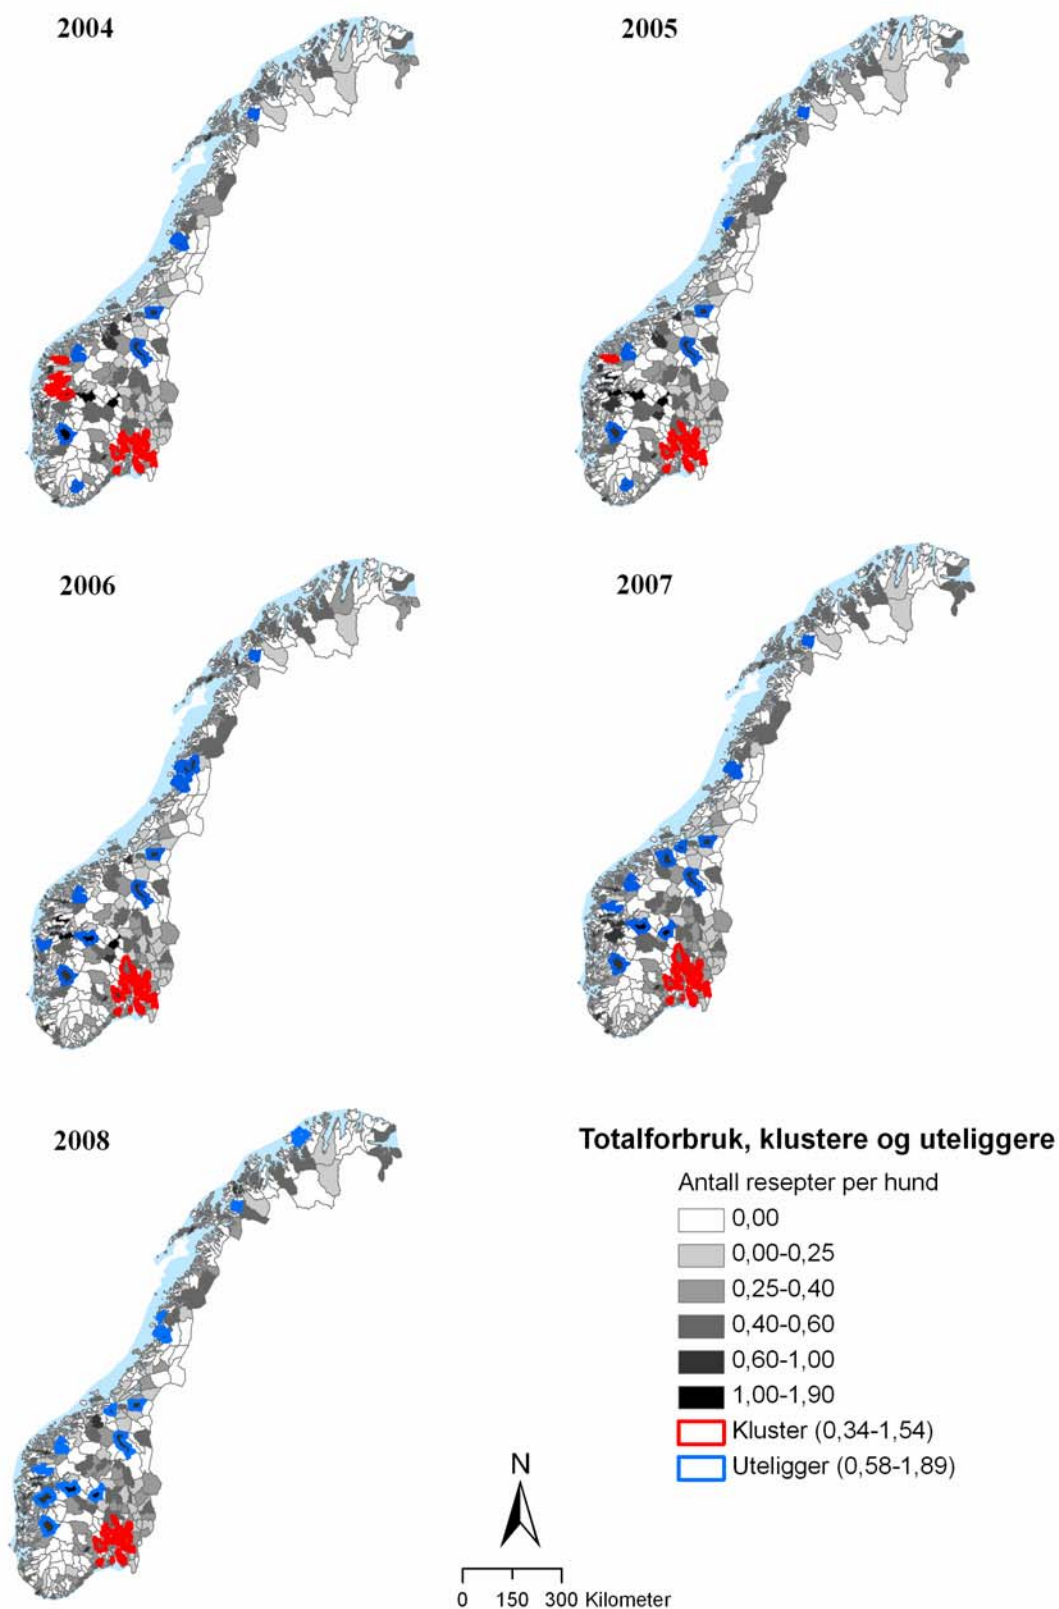 2004
2005
2006
2007
2008
Totalforbruk, klustere og uteliggere
Antall resepter per hund
0,00
0,00-0,25
0,25-0,40
0,40-0,60
0,60-1,00
1,00-1,90
Kluster (0,34-1,54)
Uteligger (0,58-1,89)
N
0 150 300 Kilometer